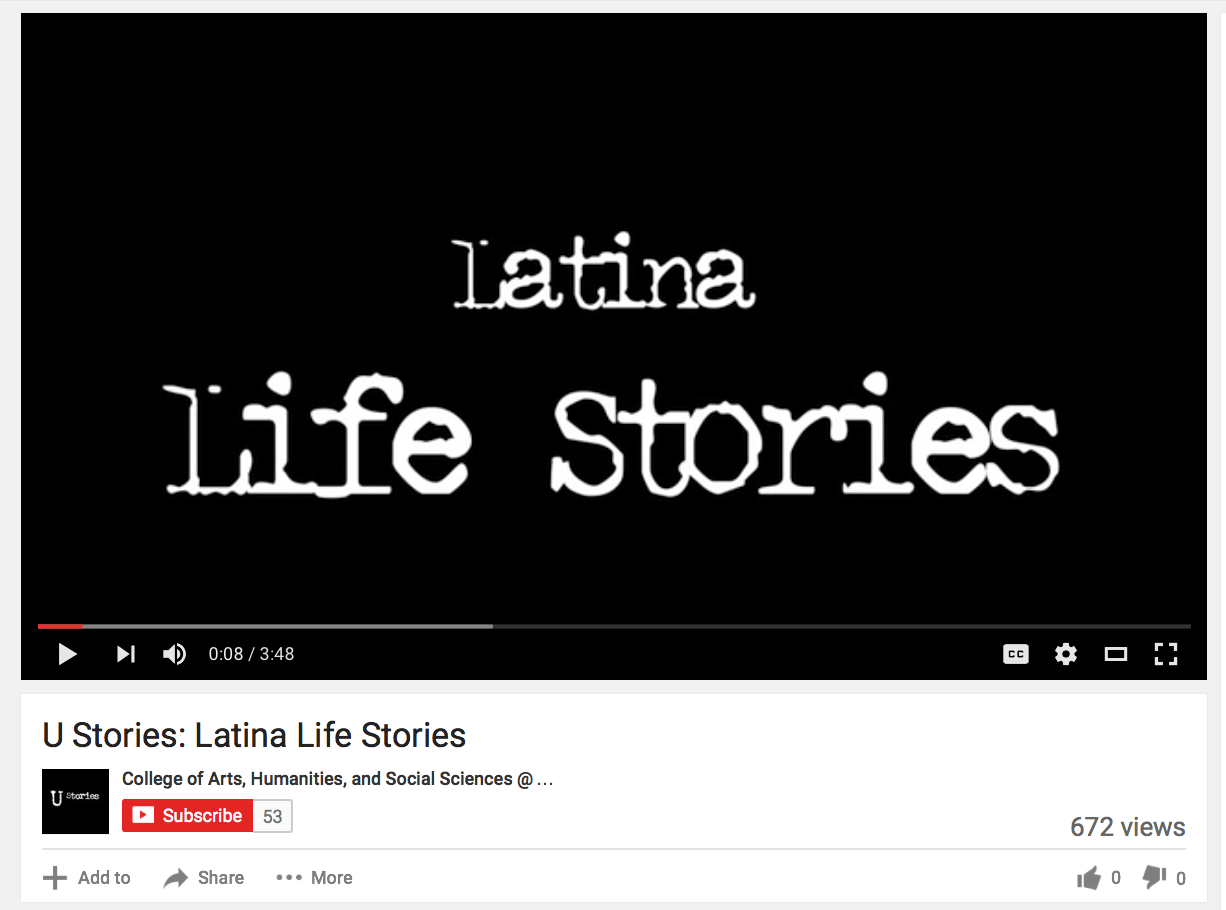 Latina
Life Stories
0:08 / 3:48
CC
U Stories: Latina Life Stories
U Stories
College of Arts, Humanities, and Social Sciences @ ...
Subscribe 53
672 views
Add to Share More 0 0